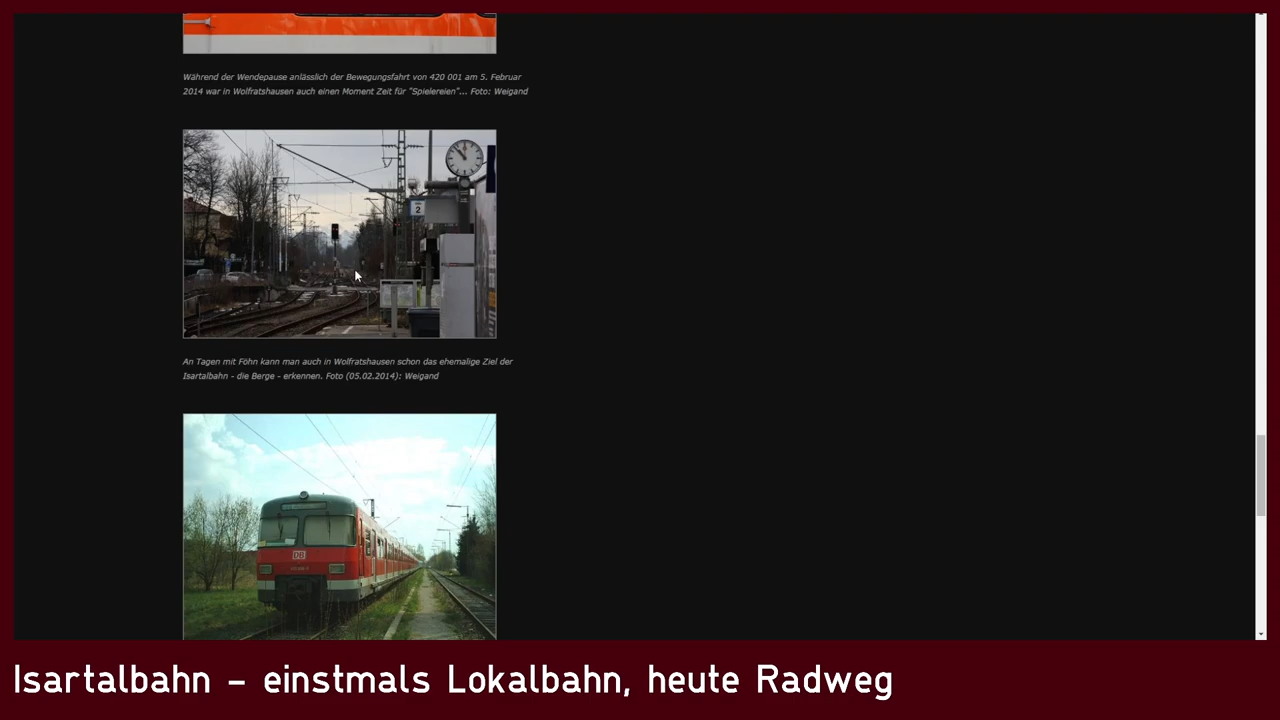 Während der Wendepause anlässlich der Bewegungsfahrt von 420 001 am 5. Februar
2014 war in Wolfratshausen auch einen Moment Zeit für "Spielereien"... Foto: Weigand
2
An Tagen mit Föhn kann man auch in Wolfratshausen schon das ehemalige Ziel der
Isartalbahn - die Berge - erkennen. Foto (05.02.2014): Weigand
DB
Isartalbahn – einstmals Lokalbahn, heute Radweg